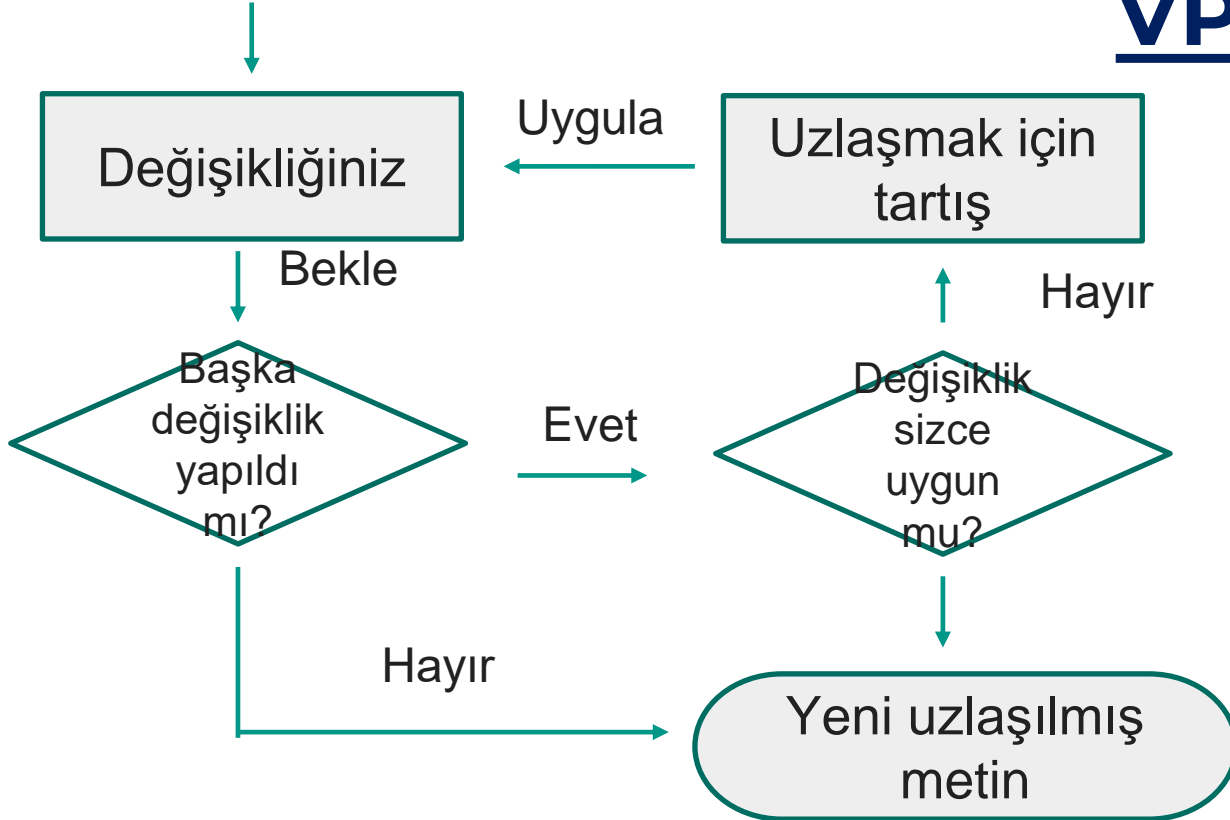 VP
Değişikliğiniz
Uygula
Uzlaşmak için
tartış
Bekle
Hayır
Başka
değişiklik
yapıldı
mı?
Evet
Değişiklik
sizce
uygun
mu?
Hayır
Yeni uzlaşılmış
metin